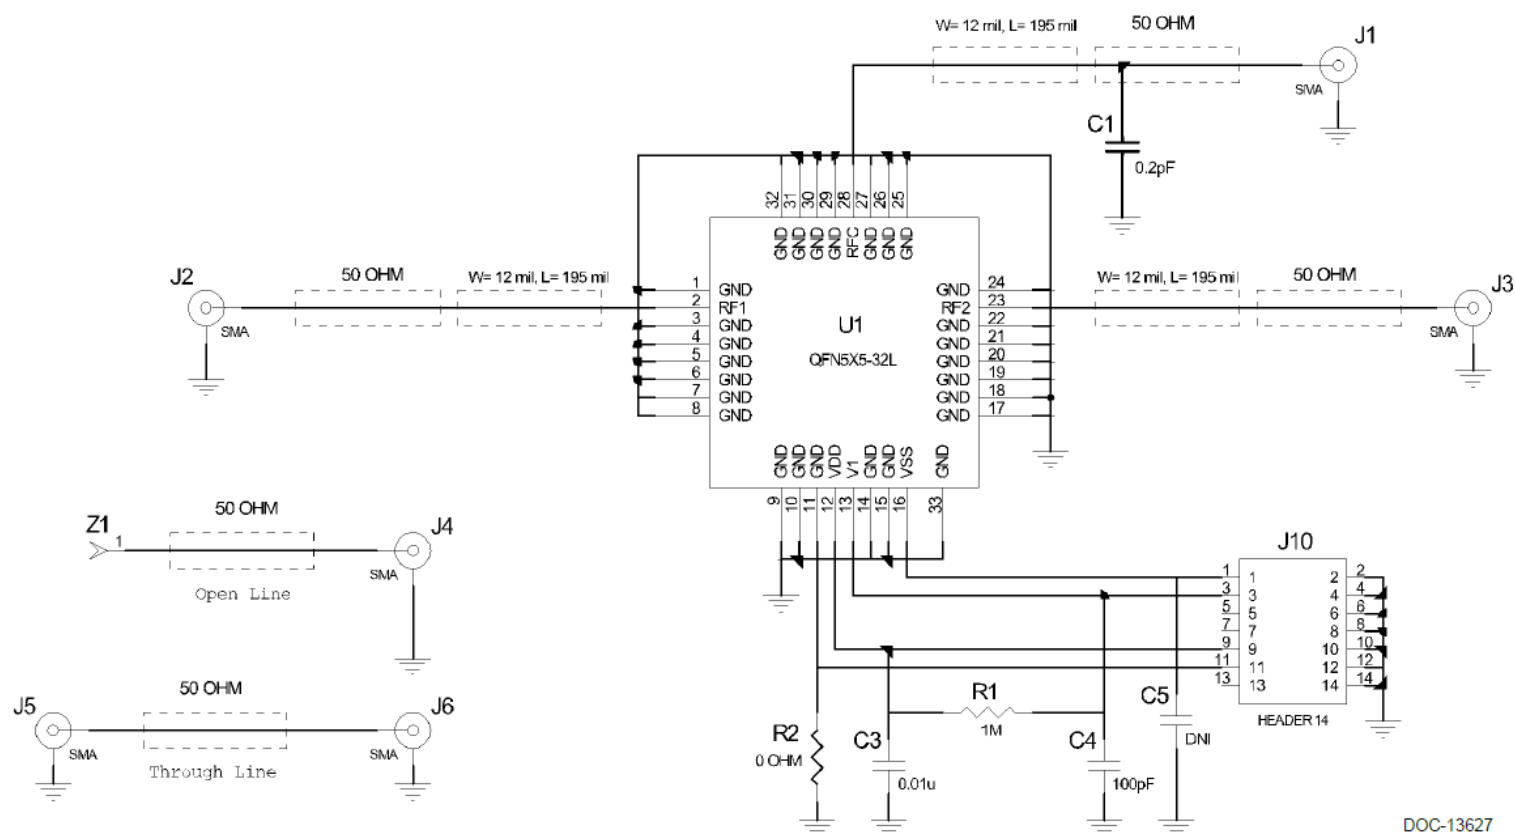 W= 12 mil, L= 195 mil
50 OHM
J1
SMA
C1
0.2pF
32
31
30
29
28
27
26
25
GND
GND
GND
GND
RFC
GND
GND
GND
J2
50 OHM
W= 12 mil, L= 195 mil
SMA
1 GND
2 RF1
3 GND
4 GND
5 GND
6 GND
7 GND
8 GND
U1
QFN5X5-32L
GND 24
RF2 23
GND 22
GND 21
GND 20
GND 19
GND 18
GND 17
W= 12 mil, L= 195 mil
50 OHM
J3
SMA
GND
GND
GND
VDD
V1
GND
GND
VSS
GND
9
10
11
12
13
14
15
16
33
Z1
1
50 OHM
J4
SMA
Open Line
J5
50 OHM
J6
SMA
SMA
Through Line
J10
1 1 2 2
3 3 4 4
5 5 6 6
7 7 8 8
9 9 10 10
11 11 12 12
13 13 14 14
HEADER 14
R2
0 OHM
C3
0.01u
R1
1M
C4
100pF
C5
DNI
DOC-13627